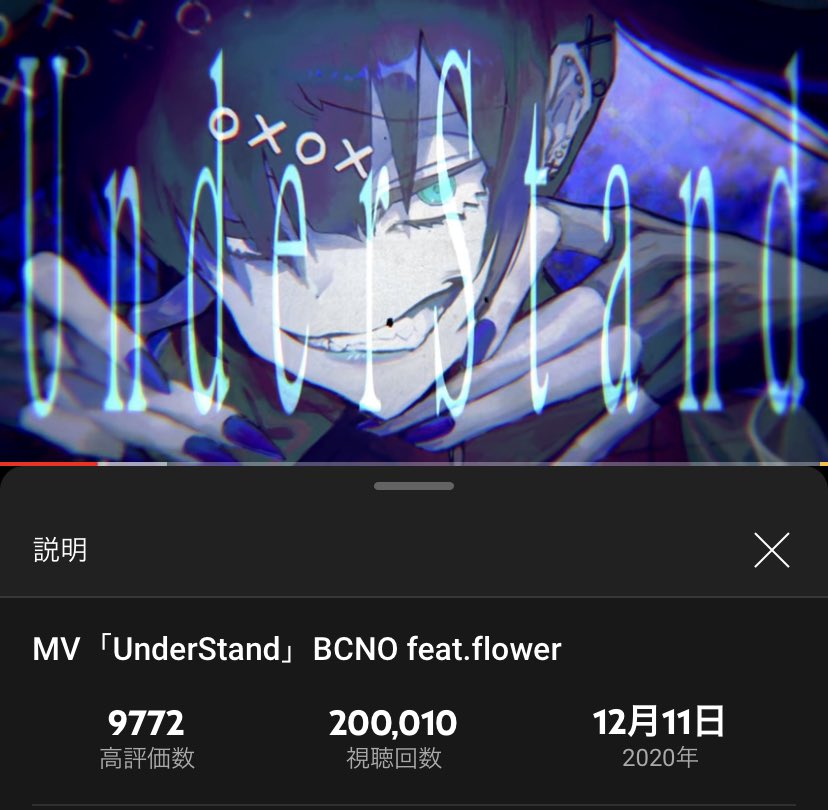 UnderStand
oxox
説明
MV「UnderStand」BCNO feat.flower
9772 200,010 12月11日
高評価数 視聴回数 2020年